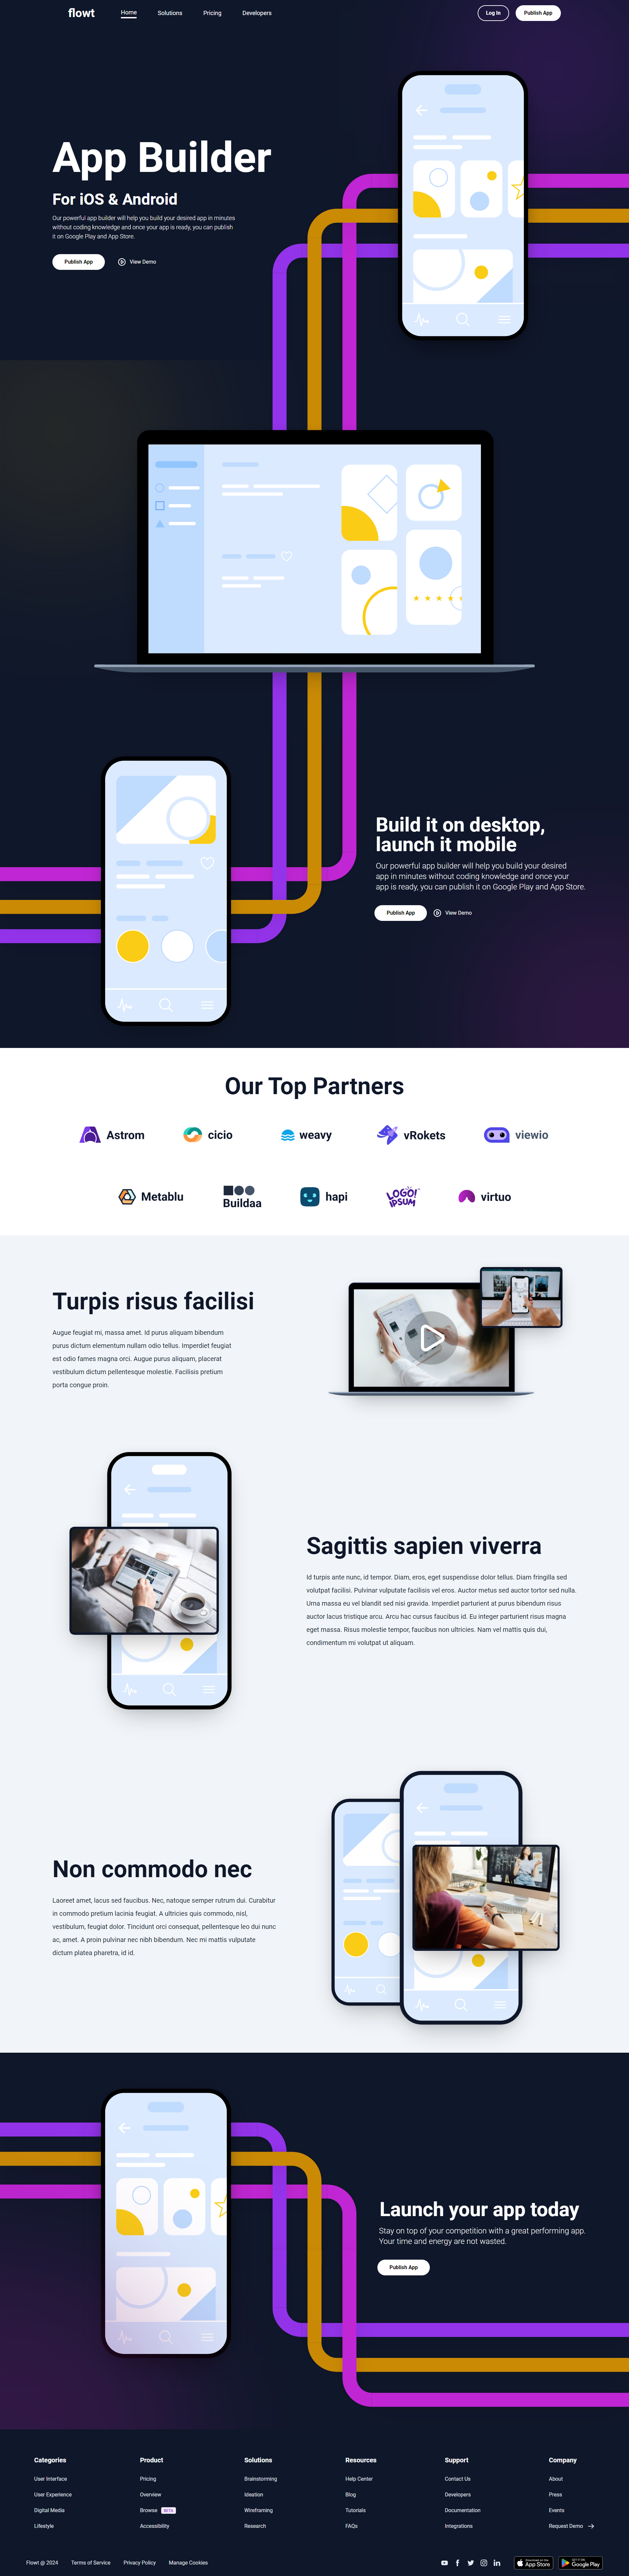 flowt
Home
Solutions
Pricing
Developers
Log In
Publish App
App Builder
For iOS & Android
Our powerful app builder will help you build your desired app in minutes
without coding knowledge and once your app is ready, you can publish
it on Google Play and App Store.
Publish App
View Demo
Build it on desktop,
launch it mobile
Our powerful app builder will help you build your desired
app in minutes without coding knowledge and once your
app is ready, you can publish it on Google Play and App Store.
Publish App
View Demo
Our Top Partners
Astrom
cicio
weavy
vRokets
viewio
Metablu
Buildaa
hapi
LOGO!
IPSUM
virtuo
Turpis risus facilisi
Augue feugiat mi, massa amet. Id purus aliquam bibendum
purus dictum elementum nullam odio tellus. Imperdiet feugiat
est odio fames magna orci. Augue purus aliquam, placerat
vestibulum dictum pellentesque molestie. Facilisis pretium
porta congue proin.
Sagittis sapien viverra
Id turpis ante nunc, id tempor. Diam, eros, eget suspendisse dolor tellus. Diam fringilla sed
volutpat facilisi. Pulvinar vulputate facilisis vel eros. Auctor metus sed auctor tortor sed nulla.
Urna massa eu vel blandit sed nisi gravida. Imperdiet parturient at purus bibendum risus
auctor lacus tristique arcu. Arcu hac cursus faucibus id. Eu integer parturient risus magna
eget massa. Risus molestie tempor, faucibus non ultricies. Nam vel mattis quis dui,
condimentum mi volutpat ut aliquam.
Non commodo nec
Laoreet amet, lacus sed faucibus. Nec, natoque semper rutrum dui. Curabitur
in commodo pretium lacinia feugiat. A ultricies quis commodo, nisl,
vestibulum, feugiat dolor. Tincidunt orci consequat, pellentesque leo dui nunc
ac, amet. A proin pulvinar nec nibh bibendum. Nec mi mattis vulputate
dictum platea pharetra, id id.
Launch your app today
Stay on top of your competition with a great performing app.
Your time and energy are not wasted.
Publish App
Categories
User Interface
User Experience
Digital Media
Lifestyle
Product
Pricing
Overview
Browse
BETA
Accessibility
Solutions
Brainstorming
Ideation
Wireframing
Research
Resources
Help Center
Blog
Tutorials
FAQs
Support
Contact Us
Developers
Documentation
Integrations
Company
About
Press
Events
Request Demo
Flowt @ 2024
Terms of Service
Privacy Policy
Manage Cookies
Download on the
App Store
GET IT ON
Google Play